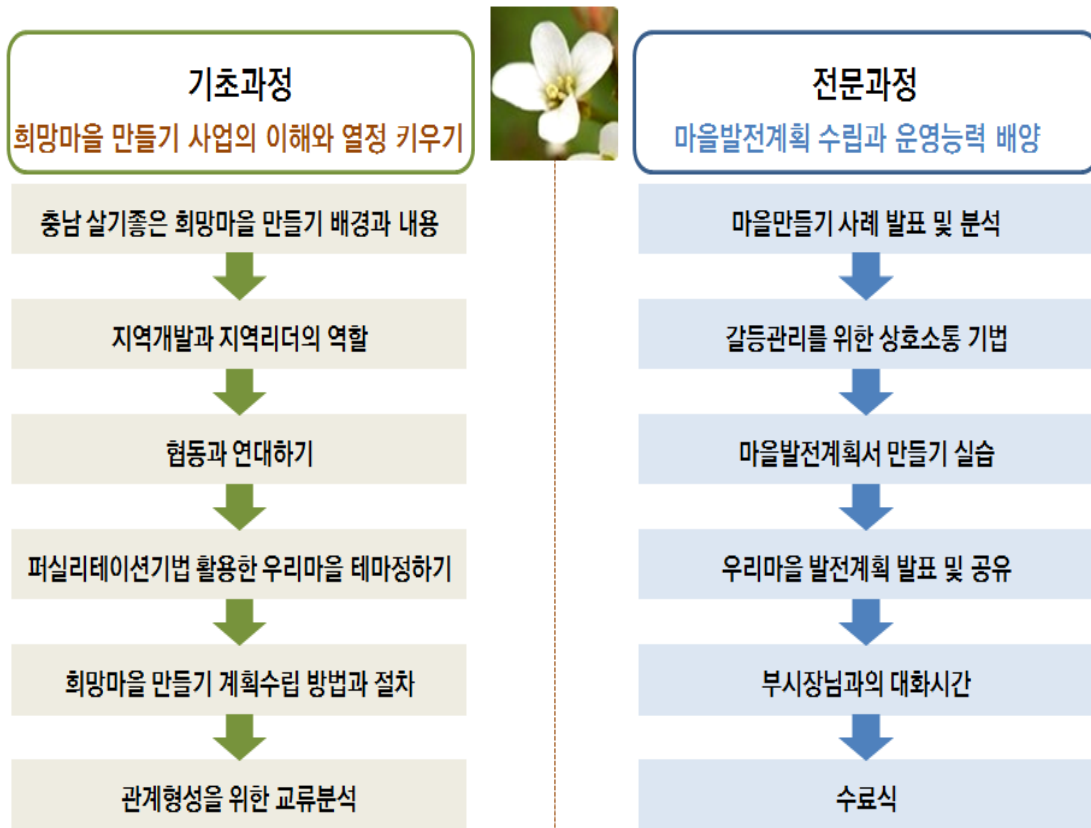 기초과정
희망마을 만들기 사업의 이해와 열정 키우기
충남 살기좋은 희망마을 만들기 배경과 내용
지역개발과 지역리더의 역할
협동과 연대하기
퍼실리테이션기법 활용한 우리마을 테마정하기
희망마을 만들기 계획수립 방법과 절차
관계형성을 위한 교류분석
전문과정
마을발전계획 수립과 운영능력 배양
마을만들기 사례 발표 및 분석
갈등관리를 위한 상호소통 기법
마을발전계획서 만들기 실습
우리마을 발전계획 발표 및 공유
부시장님과의 대화시간
수료식